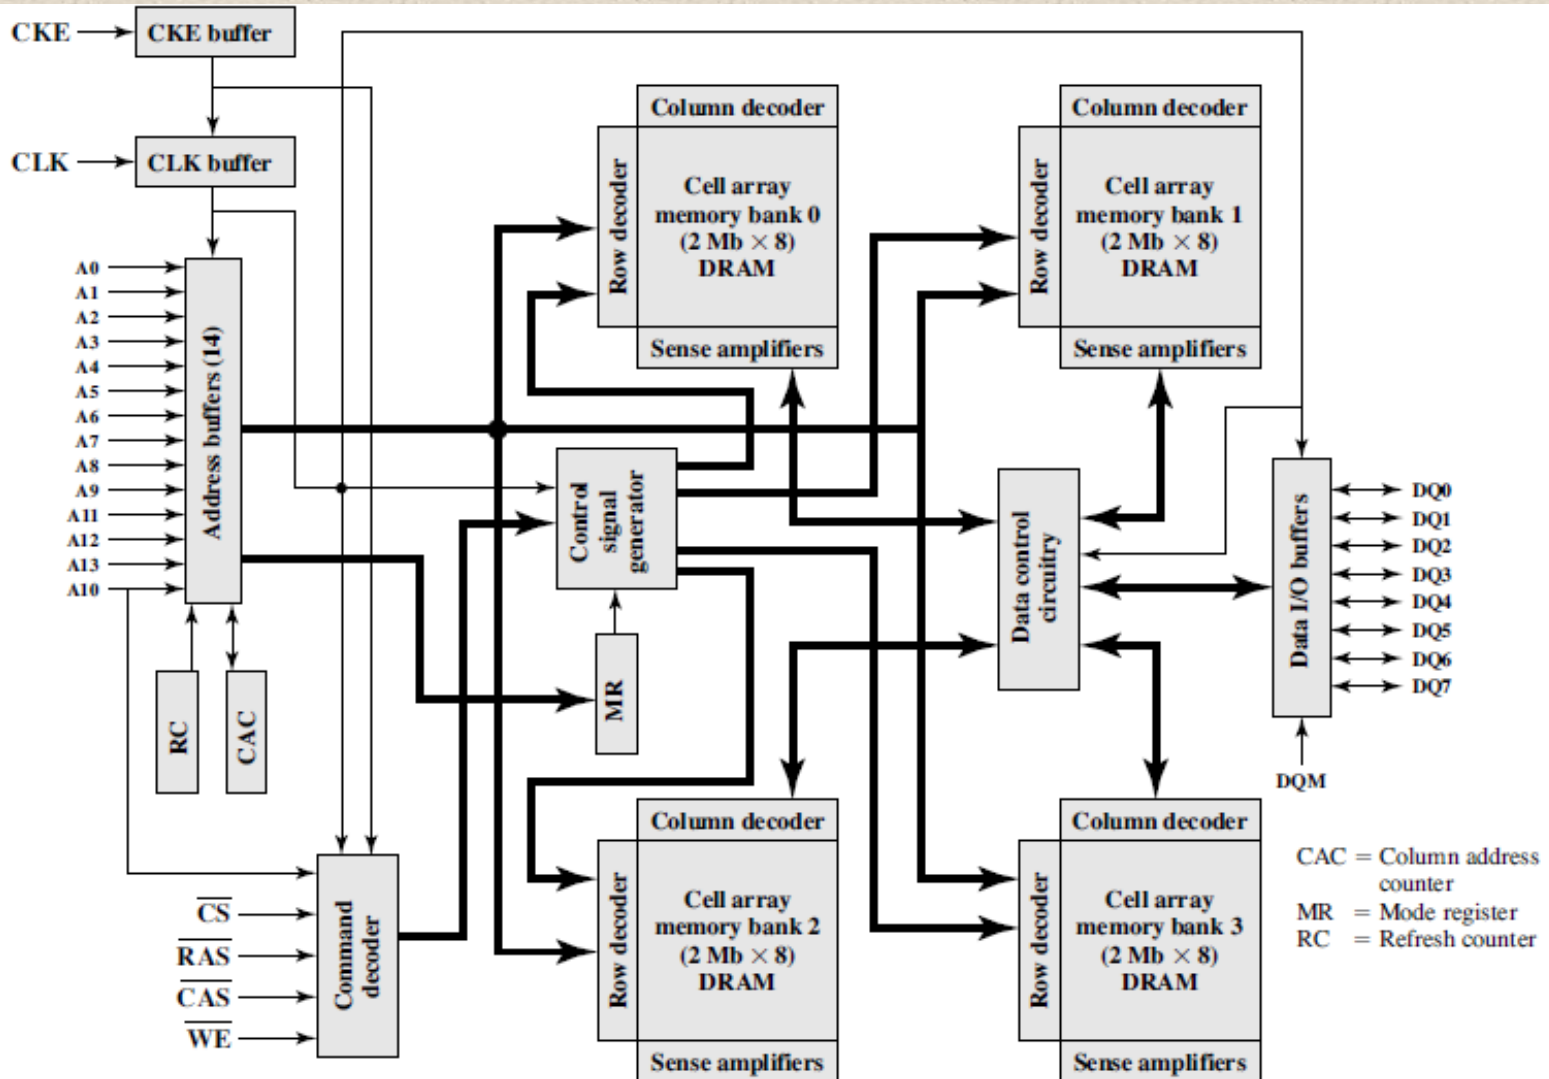 CKE
CKE buffer
CLK
CLK buffer
A0
A1
A2
A3
A4
A5
A6
A7
A8
A9
A11
A12
A13
A10
Address buffers (14)
RC
CAC
CS
RAS
CAS
WE
Command
decoder
Column decoder
Row decoder
Cell array
memory bank 0
(2 Mb × 8)
DRAM
Sense amplifiers
Column decoder
Row decoder
Cell array
memory bank 1
(2 Mb × 8)
DRAM
Sense amplifiers
Control
signal
generator
MR
Data control
circuitry
Data I/O buffers
DQ0
DQ1
DQ2
DQ3
DQ4
DQ5
DQ6
DQ7
DQM
Column decoder
Row decoder
Cell array
memory bank 2
(2 Mb × 8)
DRAM
Sense amplifiers
Column decoder
Row decoder
Cell array
memory bank 3
(2 Mb × 8)
DRAM
Sense amplifiers
CAC = Column address
counter
MR = Mode register
RC = Refresh counter